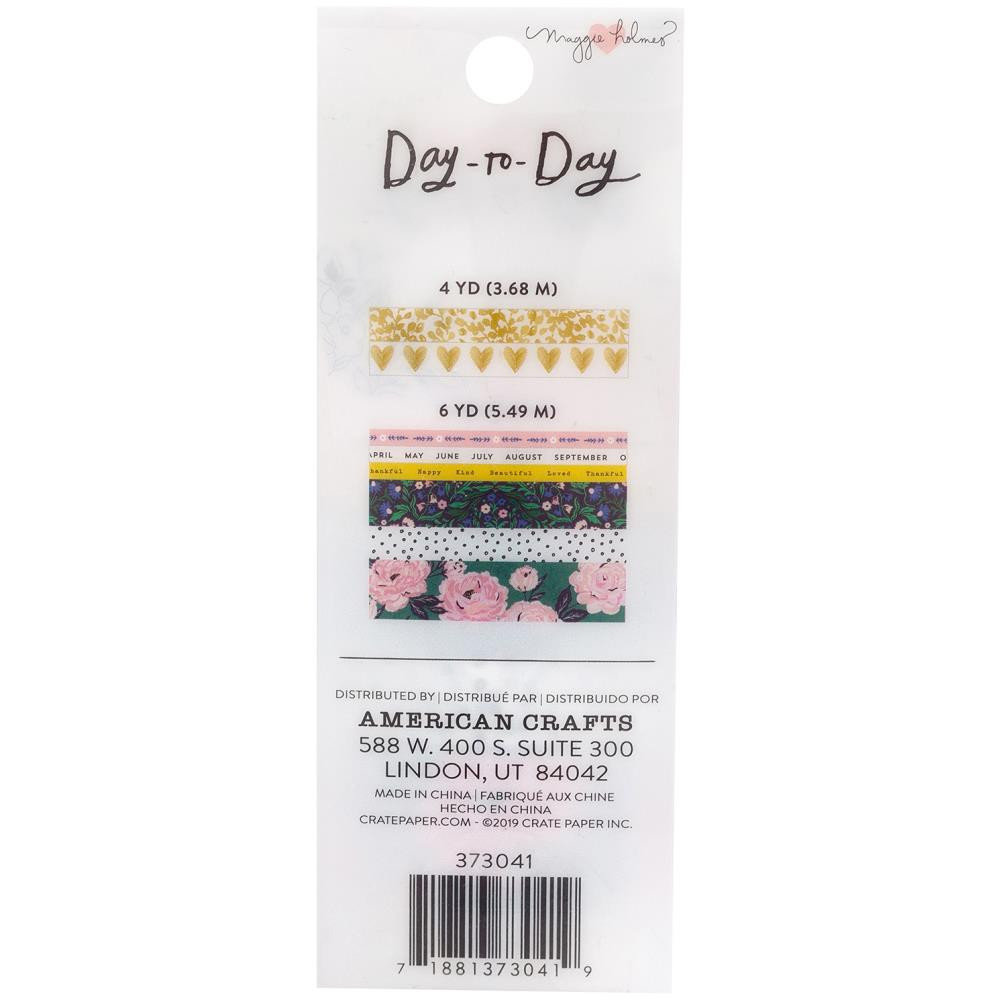 Maggie Holmes
Day-to-Day
4 YD (3.68 M)
6 YD (5.49 M)
APRIL MAY JUNE JULY AUGUST SEPTEMBER O
hankful Happy Kind Beautiful Loved Thankful
DISTRIBUTED BY | DISTRIBUÉ PAR | DISTRIBUIDO POR
AMERICAN CRAFTS
588 W. 400 S. SUITE 300
LINDON, UT 84042
MADE IN CHINA | FABRIQUÉ AUX CHINE
HECHO EN CHINA
CRATEPAPER.COM - ©2019 CRATE PAPER INC.
373041
7 18813 73041 9